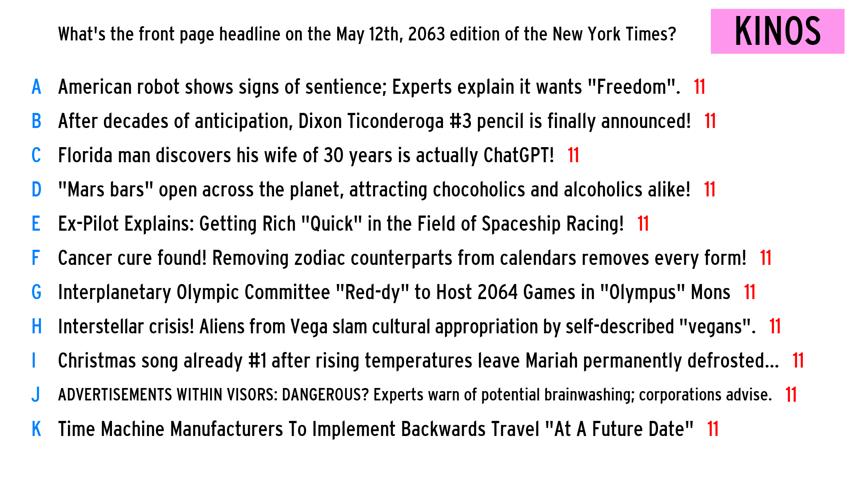 What's the front page headline on the May 12th, 2063 edition of the New York Times?
KINOS
A American robot shows signs of sentience; Experts explain it wants "Freedom". 11
B After decades of anticipation, Dixon Ticonderoga #3 pencil is finally announced! 11
C Florida man discovers his wife of 30 years is actually ChatGPT! 11
D "Mars bars" open across the planet, attracting chocoholics and alcoholics alike! 11
E Ex-Pilot Explains: Getting Rich "Quick" in the Field of Spaceship Racing! 11
F Cancer cure found! Removing zodiac counterparts from calendars removes every form! 11
G Interplanetary Olympic Committee "Red-dy" to Host 2064 Games in "Olympus" Mons 11
H Interstellar crisis! Aliens from Vega slam cultural appropriation by self-described "vegans". 11
I Christmas song already #1 after rising temperatures leave Mariah permanently defrosted... 11
J ADVERTISEMENTS WITHIN VISORS: DANGEROUS? Experts warn of potential brainwashing; corporations advise. 11
K Time Machine Manufacturers To Implement Backwards Travel "At A Future Date" 11